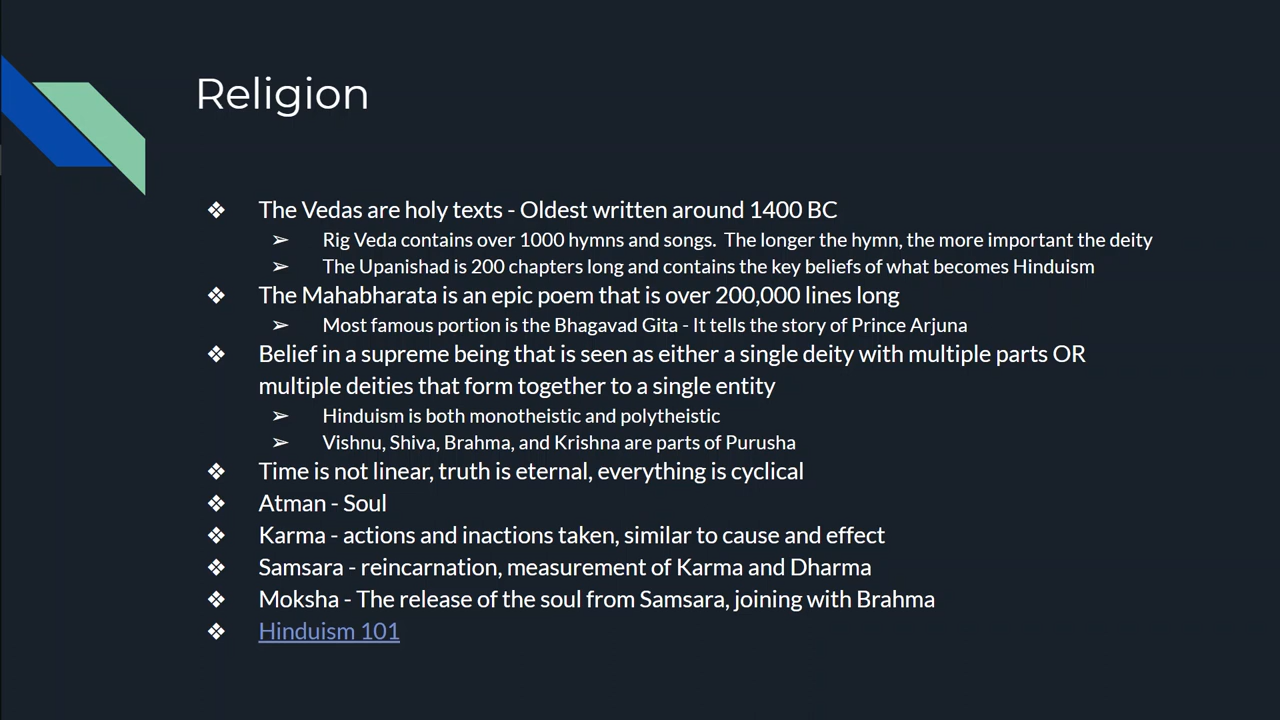 Religion
❖ The Vedas are holy texts - Oldest written around 1400 BC
➢ Rig Veda contains over 1000 hymns and songs. The longer the hymn, the more important the deity
➢ The Upanishad is 200 chapters long and contains the key beliefs of what becomes Hinduism
❖ The Mahabharata is an epic poem that is over 200,000 lines long
➢ Most famous portion is the Bhagavad Gita - It tells the story of Prince Arjuna
❖ Belief in a supreme being that is seen as either a single deity with multiple parts OR
multiple deities that form together to a single entity
➢ Hinduism is both monotheistic and polytheistic
➢ Vishnu, Shiva, Brahma, and Krishna are parts of Purusha
❖ Time is not linear, truth is eternal, everything is cyclical
❖ Atman - Soul
❖ Karma - actions and inactions taken, similar to cause and effect
❖ Samsara - reincarnation, measurement of Karma and Dharma
❖ Moksha - The release of the soul from Samsara, joining with Brahma
❖ Hinduism 101